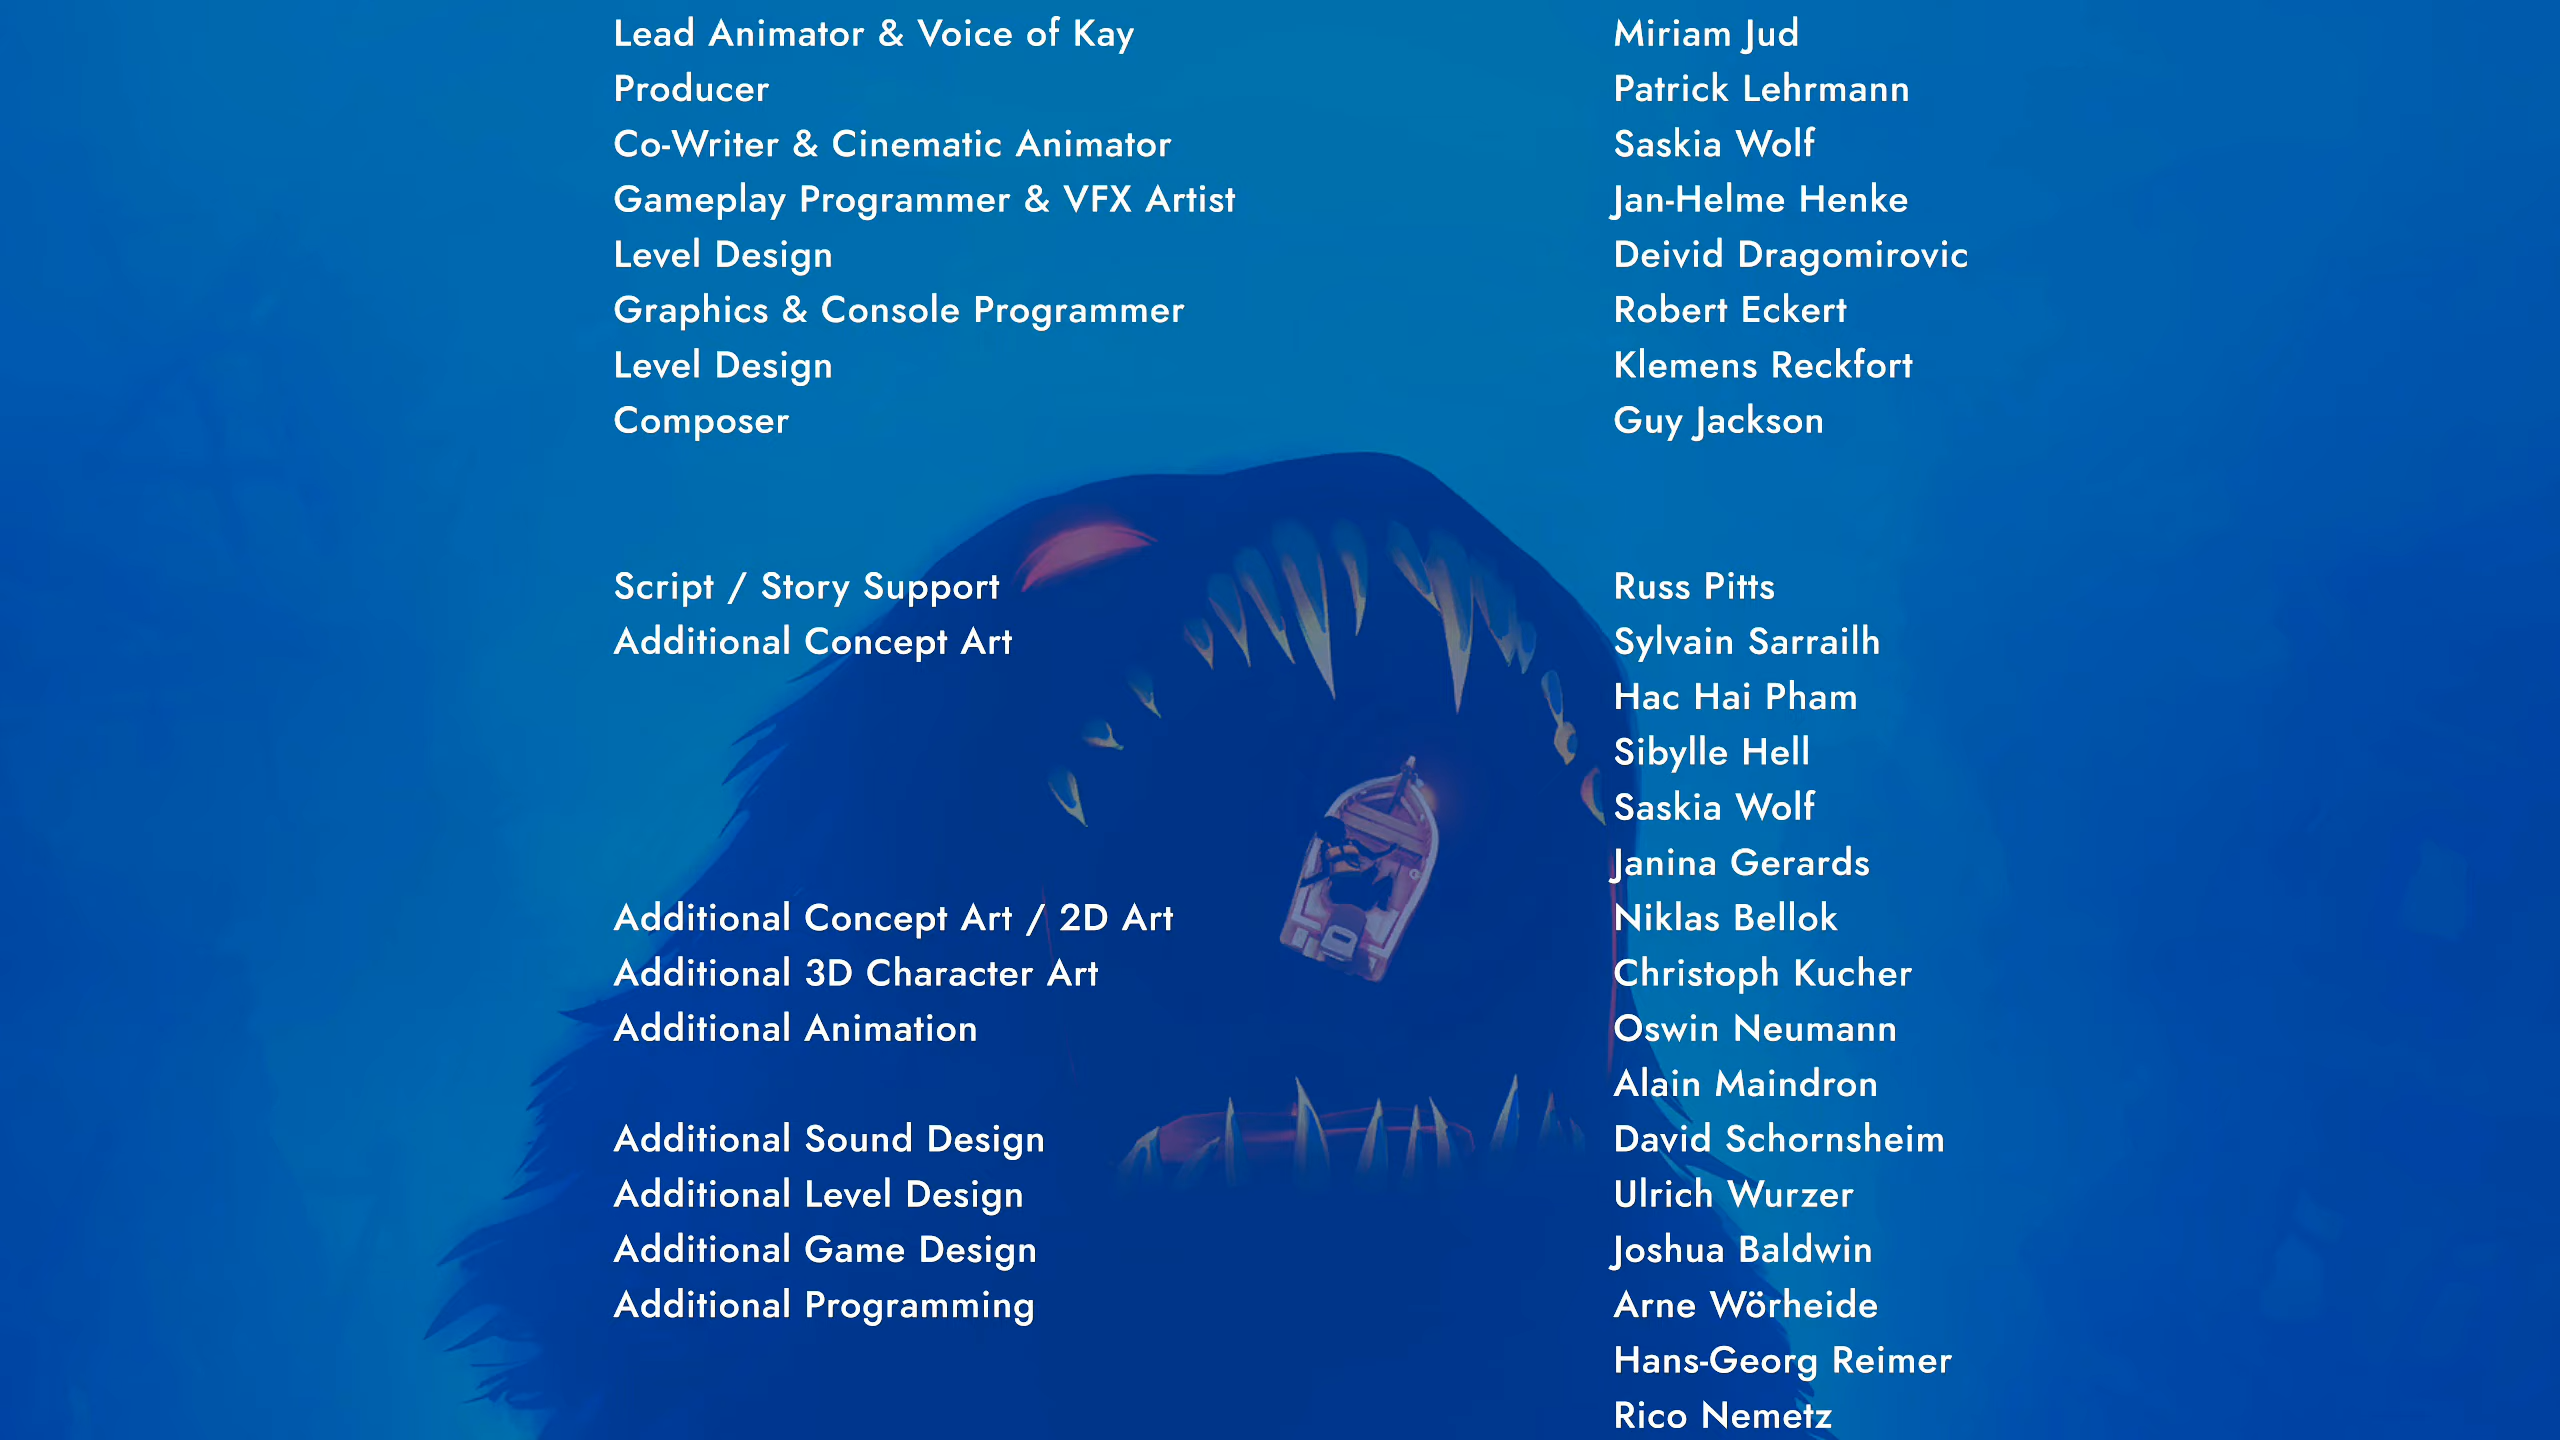 Lead Animator & Voice of Kay Miriam Jud
Producer Patrick Lehrmann
Co-Writer & Cinematic Animator Saskia Wolf
Gameplay Programmer & VFX Artist Jan-Helme Henke
Level Design Deivid Dragomirovic
Graphics & Console Programmer Robert Eckert
Level Design Klemens Reckfort
Composer Guy Jackson
Script / Story Support Russ Pitts
Additional Concept Art Sylvain Sarrailh
Hac Hai Pham
Sibylle Hell
Saskia Wolf
Janina Gerards
Additional Concept Art / 2D Art Niklas Bellok
Additional 3D Character Art Christoph Kucher
Additional Animation Oswin Neumann
Alain Maindron
Additional Sound Design David Schornsheim
Additional Level Design Ulrich Wurzer
Additional Game Design Joshua Baldwin
Additional Programming Arne Wörheide
Hans-Georg Reimer
Rico Nemetz